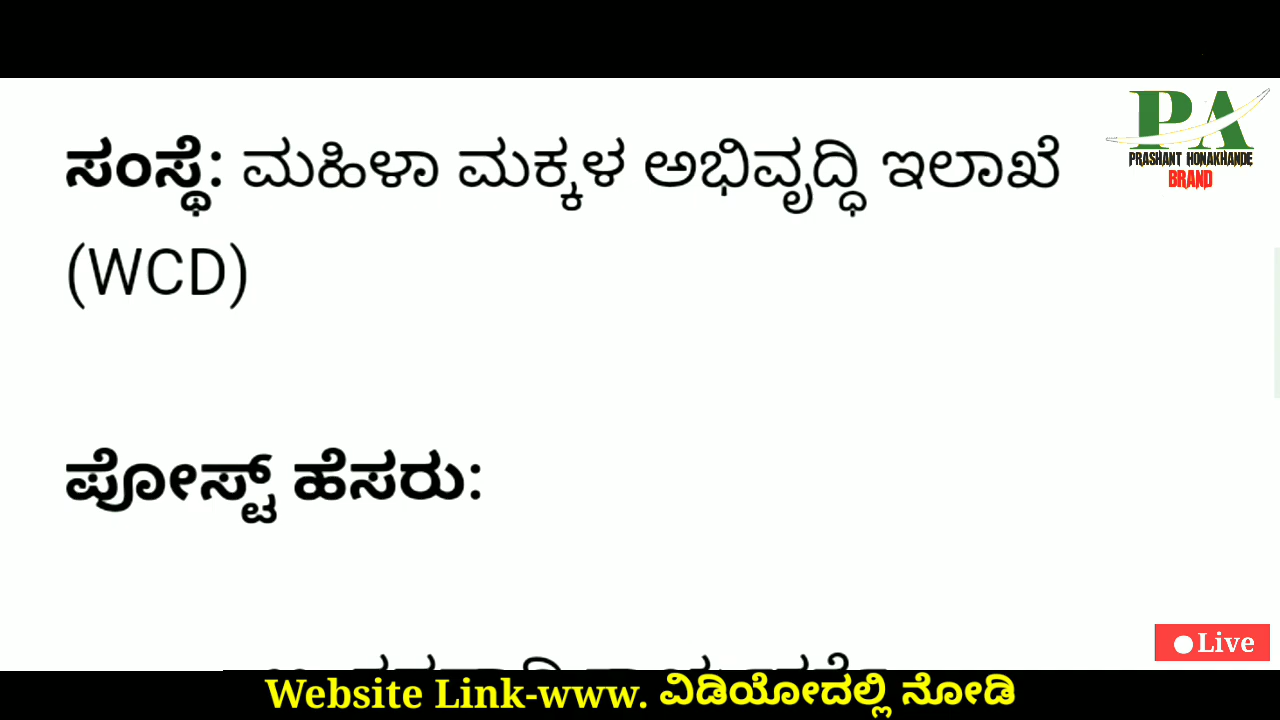 PA
PRASHANT HONAKHANDE
BRAND
ಸಂಸ್ಥೆ: ಮಹಿಳಾ ಮಕ್ಕಳ ಅಭಿವೃದ್ಧಿ ಇಲಾಖೆ
(WCD)
ಪೋಸ್ಟ್ ಹೆಸರು:
Live
Website Link-www. ವಿಡಿಯೋದಲ್ಲಿ ನೋಡಿ